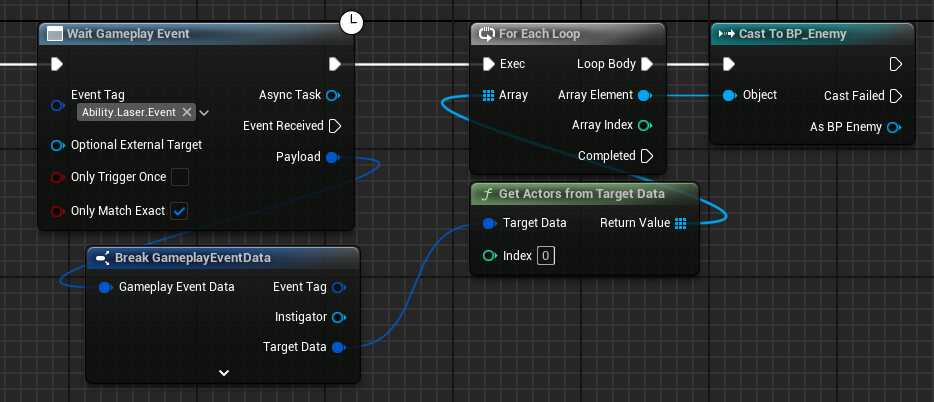 Wait Gameplay Event
Event Tag
Ability.Laser.Event
Async Task
Event Received
Optional External Target
Payload
Only Trigger Once
Only Match Exact
For Each Loop
Exec
Loop Body
Array
Array Element
Array Index
Completed
Cast To BP_Enemy
Object
Cast Failed
As BP Enemy
Break GameplayEventData
Gameplay Event Data
Event Tag
Instigator
Target Data
f Get Actors from Target Data
Target Data
Return Value
Index 0